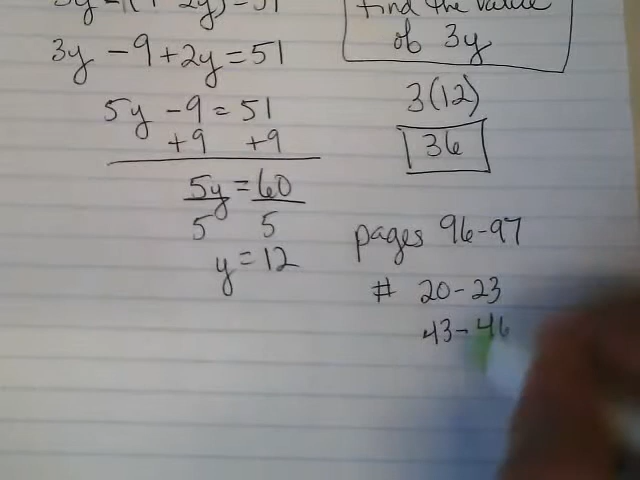 3y - 9 + 2y = 51
5y - 9 = 51
+9 +9
5y = 60
5 5
y = 12
find the value
of 3y
3(12)
36
pages 96-97
# 20-23
43-46